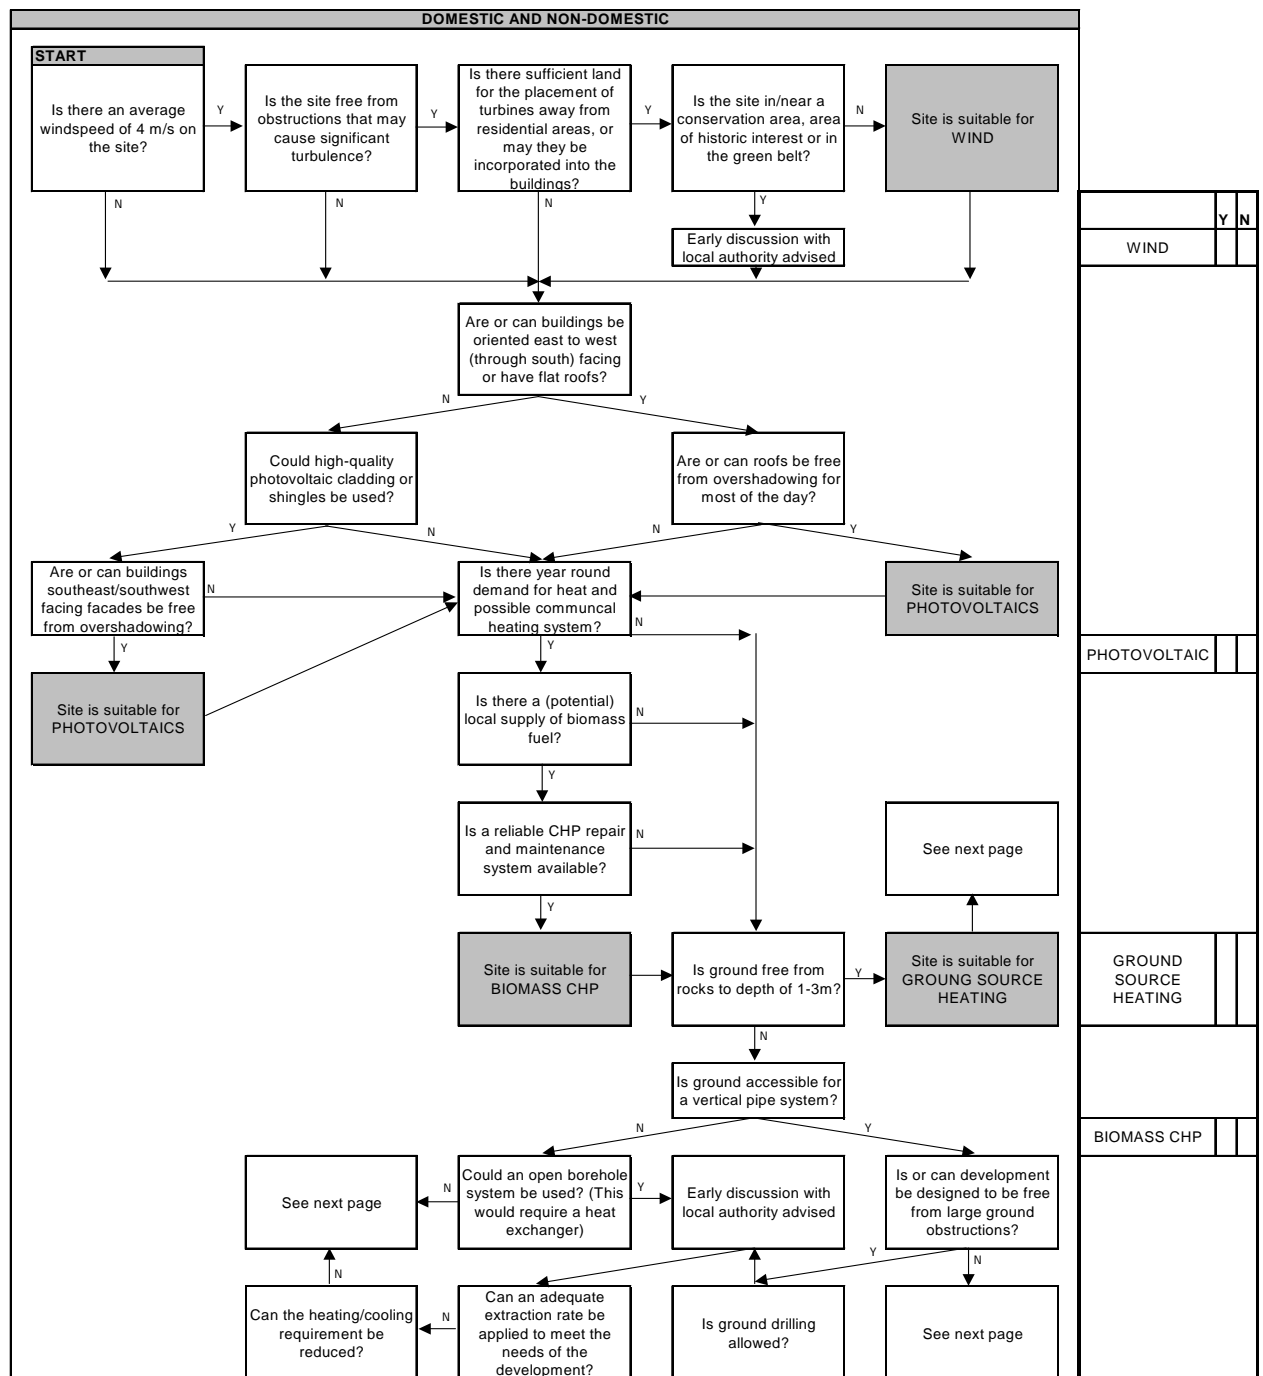 DOMESTIC AND NON-DOMESTIC
START
Is there an average
windspeed of 4 m/s on
the site?
Y
Is the site free from
obstructions that may
cause significant
turbulence?
Y
Is there sufficient land
for the placement of
turbines away from
residential areas, or
may they be
incorporated into the
buildings?
Y
Is the site in/near a
conservation area, area
of historic interest or in
the green belt?
N
Site is suitable for
WIND
N
N
N
Y
Early discussion with
local authority advised
Y N
WIND
Are or can buildings be
oriented east to west
(through south) facing
or have flat roofs?
N
Y
Could high-quality
photovoltaic cladding or
shingles be used?
Are or can roofs be free
from overshadowing for
most of the day?
Y
N
N
Y
Are or can buildings
southeast/southwest
facing facades be free
from overshadowing?
N
Is there year round
demand for heat and
possible communcal
heating system?
N
Site is suitable for
PHOTOVOLTAICS
Y
Y
PHOTOVOLTAIC
Site is suitable for
PHOTOVOLTAICS
Is there a (potential)
local supply of biomass
fuel?
N
Y
Is a reliable CHP repair
and maintenance
system available?
N
See next page
Y
Site is suitable for
BIOMASS CHP
Is ground free from
rocks to depth of 1-3m?
Y
Site is suitable for
GROUNG SOURCE
HEATING
GROUND
SOURCE
HEATING
N
Is ground accessible for
a vertical pipe system?
N
Y
BIOMASS CHP
See next page
N
Could an open borehole
system be used? (This
would require a heat
exchanger)
Y
Early discussion with
local authority advised
Is or can development
be designed to be free
from large ground
obstructions?
Y
N
N
Can the heating/cooling
requirement be
reduced?
N
Can an adequate
extraction rate be
applied to meet the
needs of the
development?
Is ground drilling
allowed?
See next page